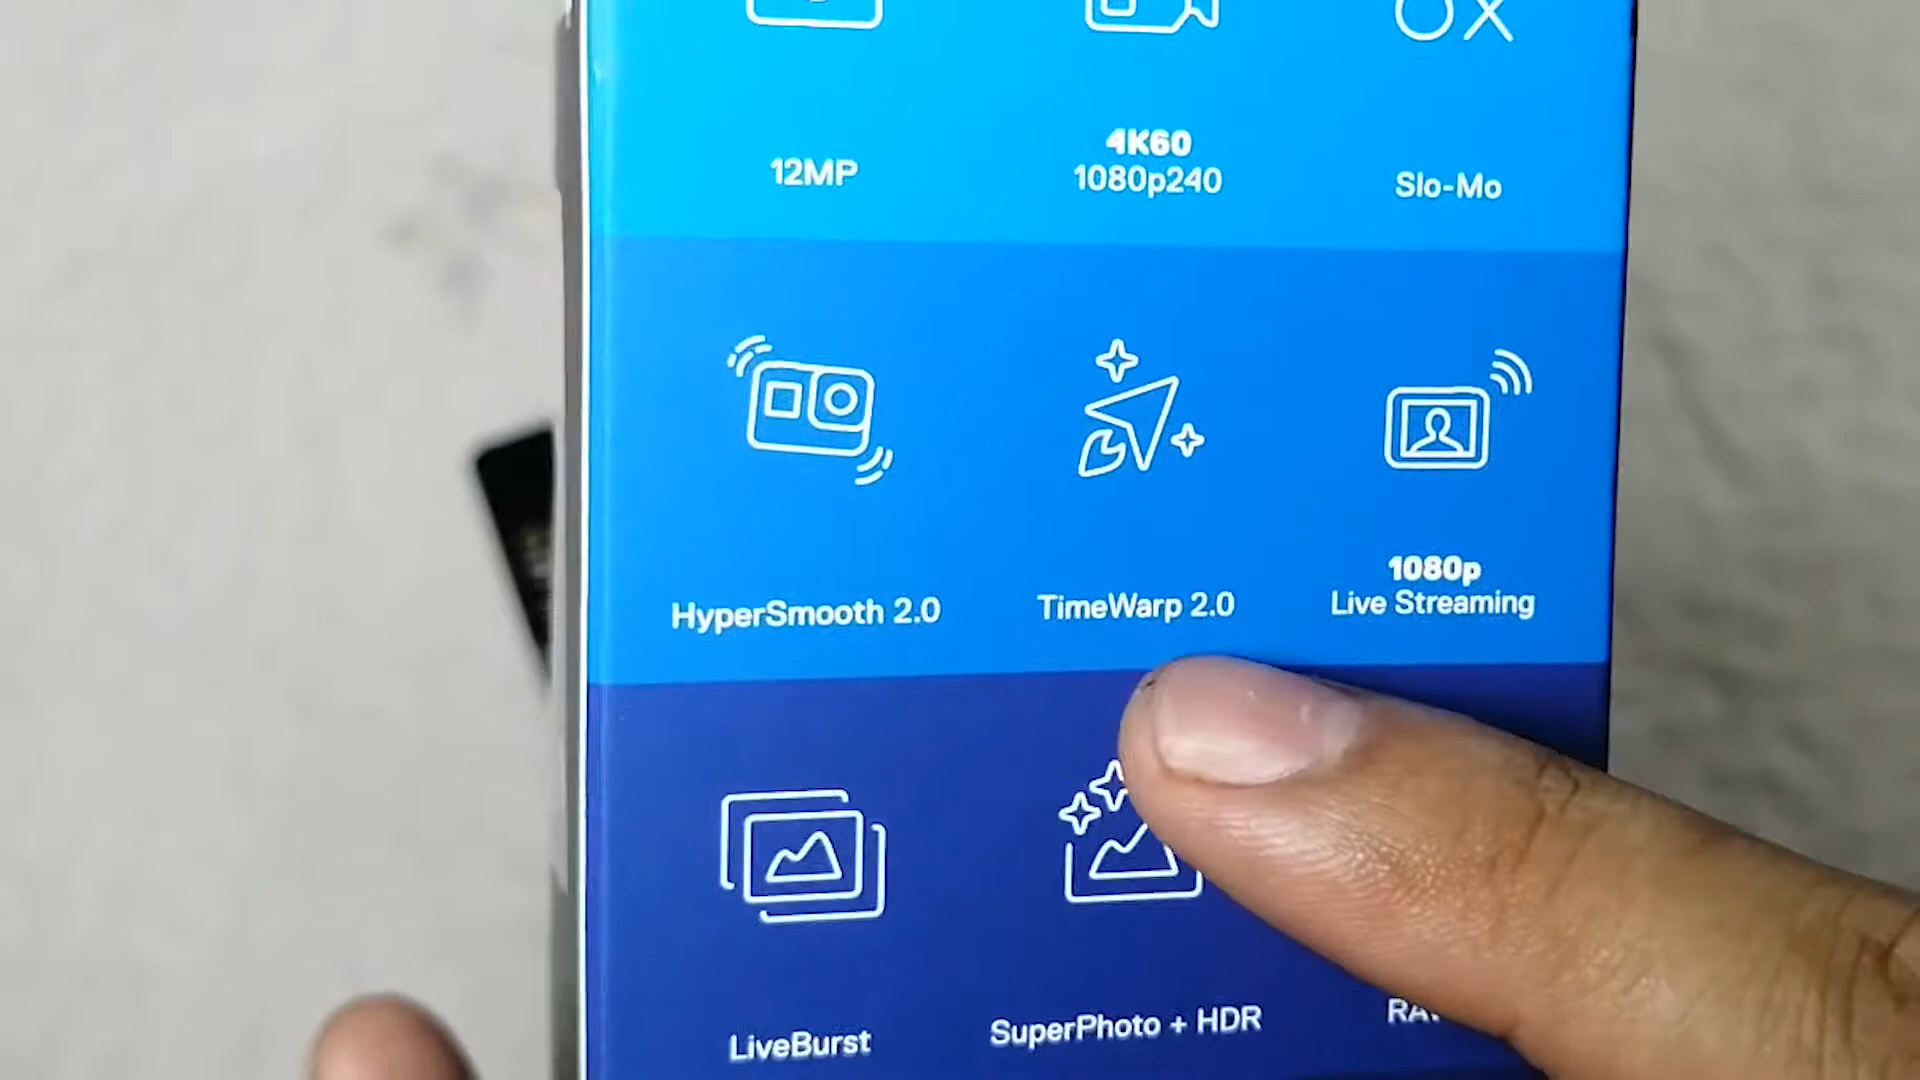 12MP
4K60
1080p240
Slo-Mo
HyperSmooth 2.0
TimeWarp 2.0
1080p
Live Streaming
LiveBurst
SuperPhoto + HDR